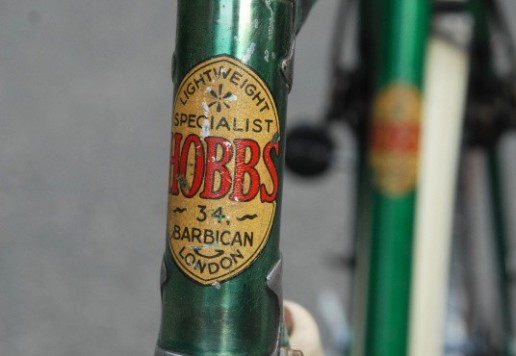 LIGHTWEIGHT
SPECIALIST
HOBBS
34,
BARBICAN
LONDON